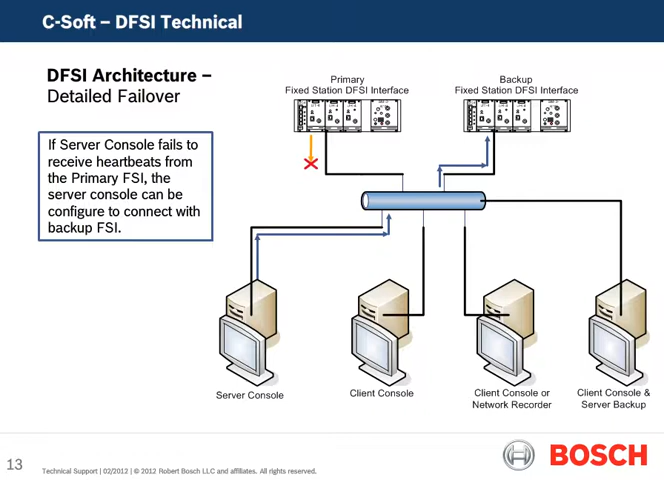 C-Soft – DFSI Technical
DFSI Architecture –
Detailed Failover
If Server Console fails to
receive heartbeats from
the Primary FSI, the
server console can be
configure to connect with
backup FSI.
Primary
Fixed Station DFSI Interface
Backup
Fixed Station DFSI Interface
Server Console
Client Console
Client Console or
Network Recorder
Client Console &
Server Backup
13
Technical Support | 02/2012 | © 2012 Robert Bosch LLC and affiliates. All rights reserved.
BOSCH